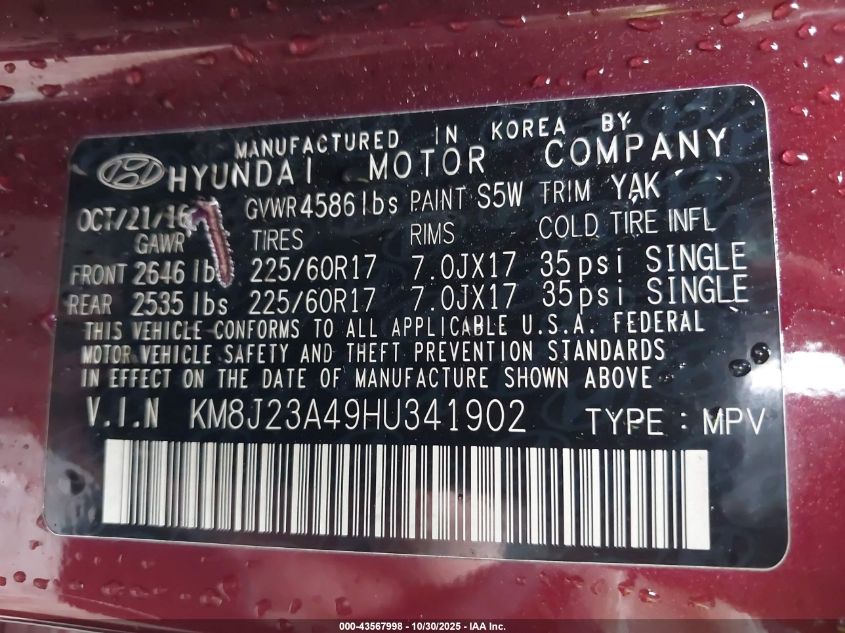 MANUFACTURED IN KOREA BY
HYUNDAI MOTOR COMPANY
OCT/21/16 GVWR 4586 lbs PAINT S5W TRIM YAK
GAWR TIRES RIMS COLD TIRE INFL
FRONT 2646 lb 225/60R17 7.0JX17 35psi SINGLE
REAR 2535 lbs 225/60R17 7.0JX17 35psi SINGLE
THIS VEHICLE CONFORMS TO ALL APPLICABLE U.S.A. FEDERAL
MOTOR VEHICLE SAFETY AND THEFT PREVENTION STANDARDS
IN EFFECT ON THE DATE OF MANUFACTURE SHOWN ABOVE.
V.I.N KM8J23A49HU341902 TYPE: MPV
000-43567998 - 10/30/2025 - IAA Inc.